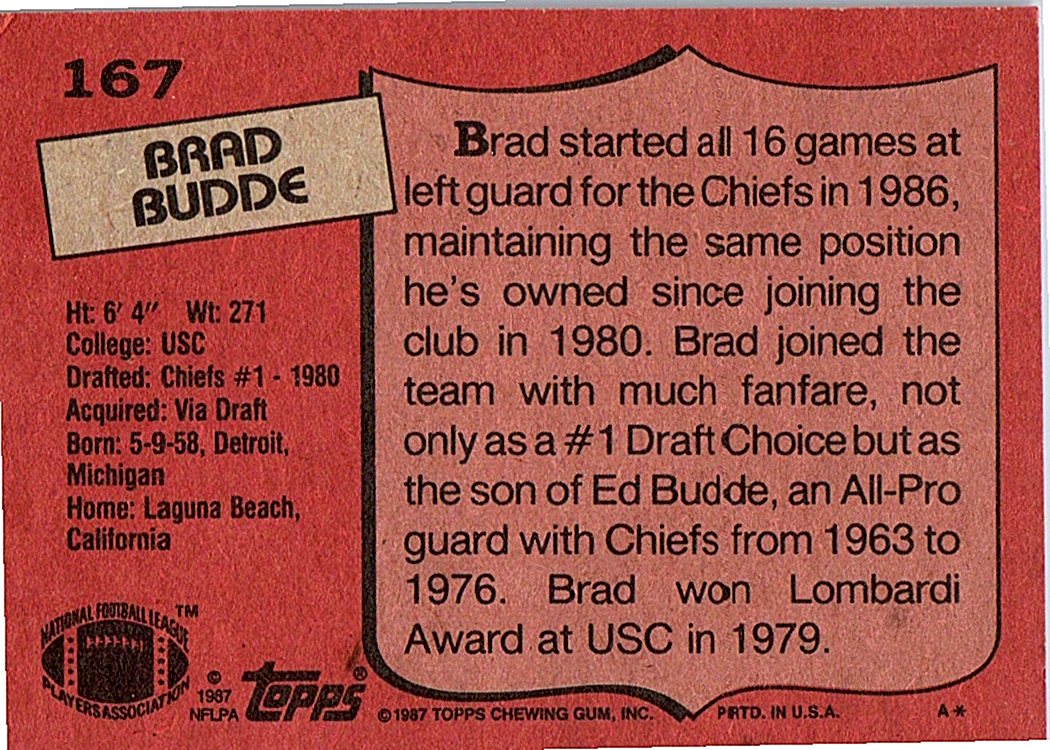 167
BRAD
BUDDE
Ht: 6' 4" Wt: 271
College: USC
Drafted: Chiefs #1 - 1980
Acquired: Via Draft
Born: 5-9-58, Detroit,
Michigan
Home: Laguna Beach,
California
Brad started all 16 games at
left guard for the Chiefs in 1986,
maintaining the same position
he's owned since joining the
club in 1980. Brad joined the
team with much fanfare, not
only as a #1 Draft Choice but as
the son of Ed Budde, an All-Pro
guard with Chiefs from 1963 to
1976. Brad won Lombardi
Award at USC in 1979.
NATIONAL FOOTBALL LEAGUE ™
PLAYERS ASSOCIATION
© 1987
NFLPA
topps®
© 1987 TOPPS CHEWING GUM, INC. PRTD. IN U.S.A. A*